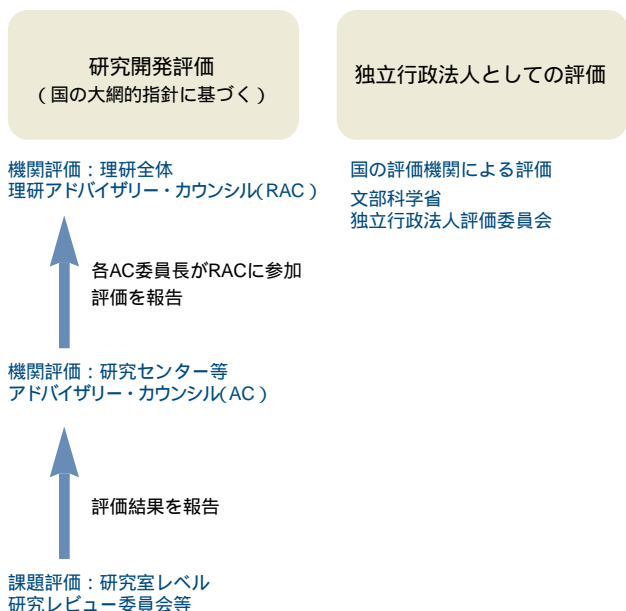 研究開発評価
(国の大綱的指針に基づく)
独立行政法人としての評価
機関評価:理研全体
理研アドバイザリー・カウンシル(RAC)
国の評価機関による評価
文部科学省
独立行政法人評価委員会
各AC委員長がRACに参加
評価を報告
機関評価:研究センター等
アドバイザリー・カウンシル(AC)
評価結果を報告
課題評価:研究室レベル
研究レビュー委員会等